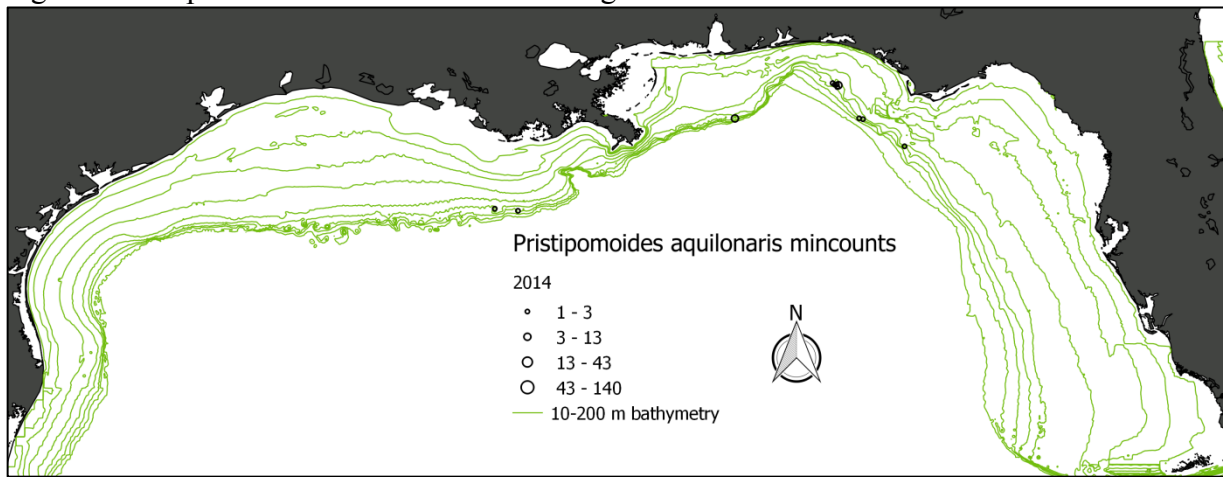 Pristipomoides aquilonaris mincounts
2014
1 - 3
3 - 13
13 - 43
43 - 140
10-200 m bathymetry
N